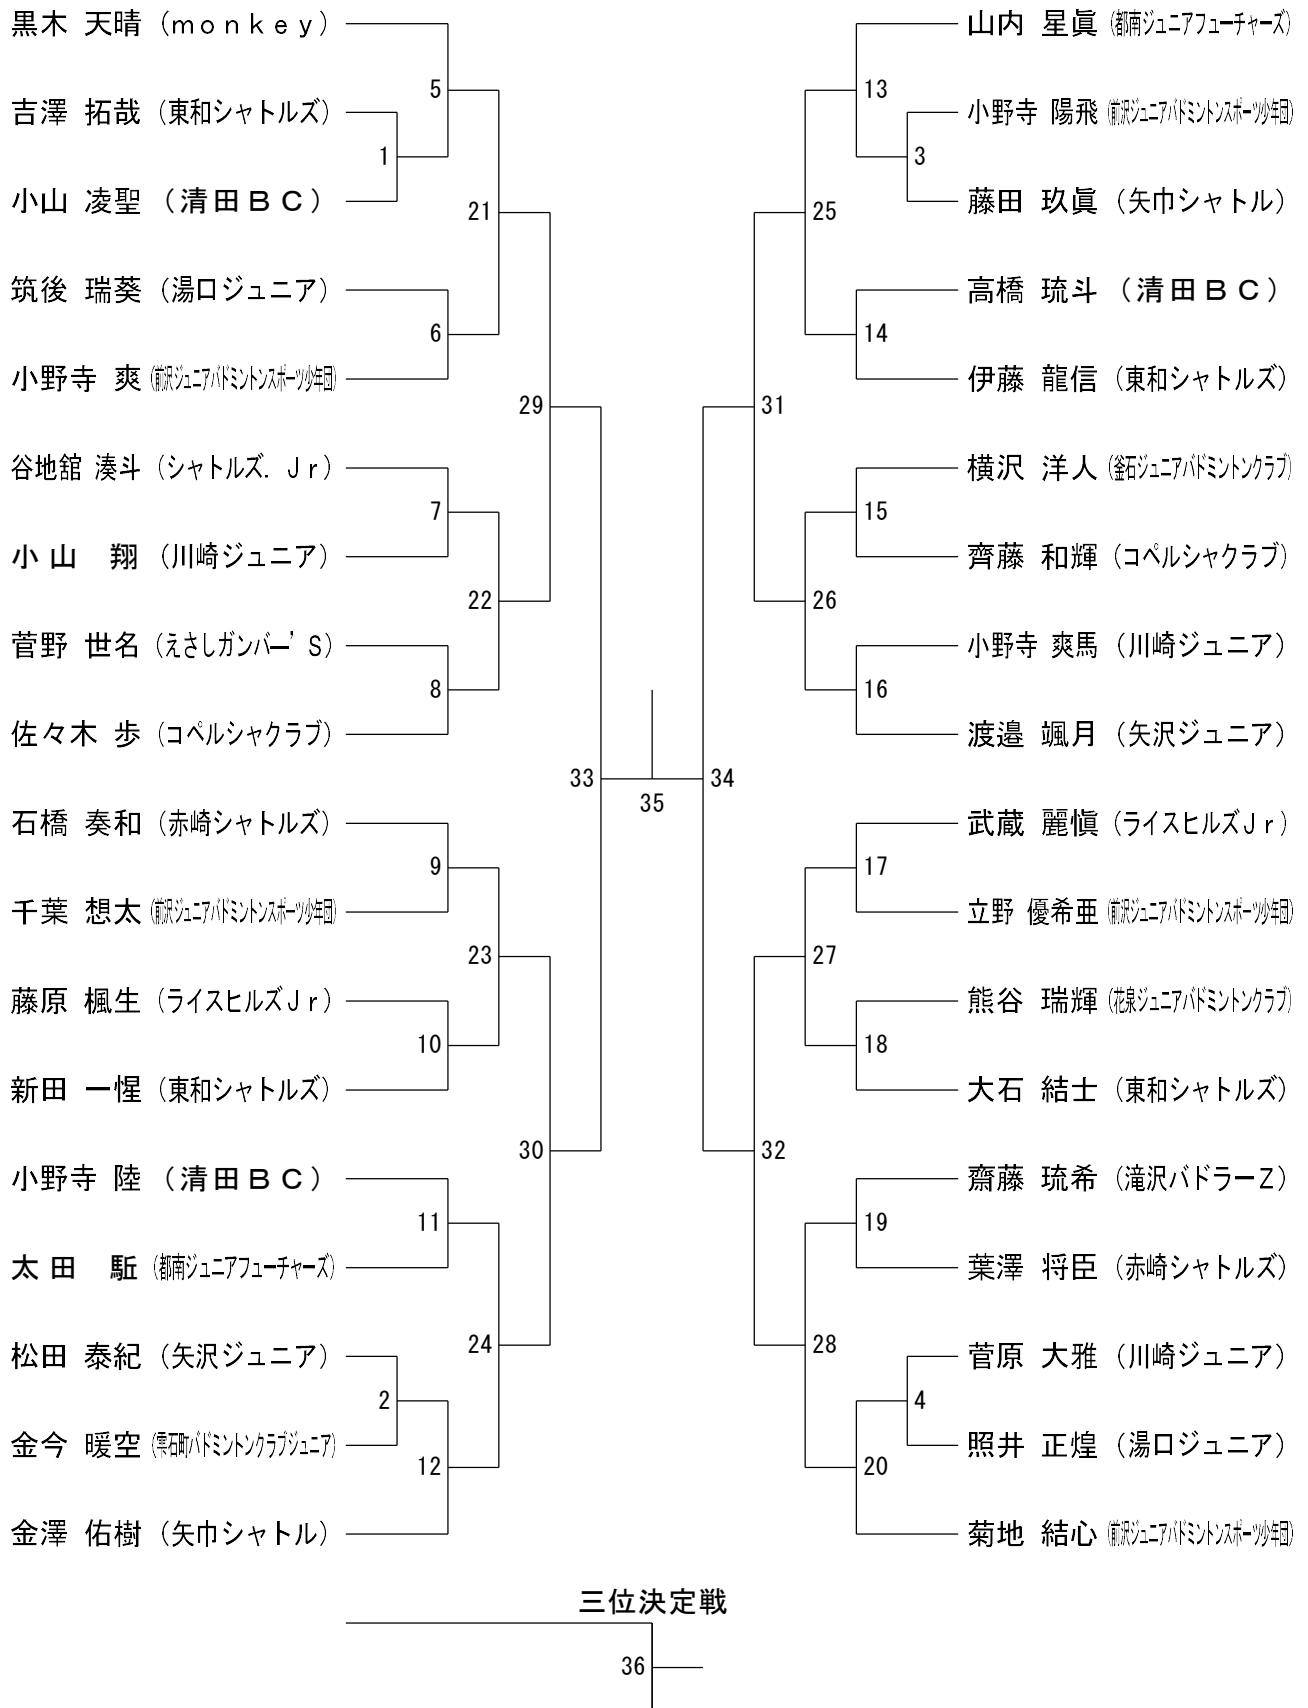 黒木 天晴 (ｍｏｎｋｅｙ)
5
吉澤 拓哉 (東和シャトルズ)
1
小山 凌聖 (清田ＢＣ)
21
筑後 瑞葵 (湯口ジュニア)
6
小野寺 爽 (前沢ジュニアバドミントンスポーツ少年団)
29
谷地舘 湊斗 (シャトルズ．Ｊｒ)
7
小山 翔 (川崎ジュニア)
22
菅野 世名 (えさしガンバー’Ｓ)
8
佐々木 歩 (コペルシャクラブ)
33
石橋 奏和 (赤崎シャトルズ)
9
千葉 想太 (前沢ジュニアバドミントンスポーツ少年団)
23
藤原 楓生 (ライスヒルズＪｒ)
10
新田 一惺 (東和シャトルズ)
30
小野寺 陸 (清田ＢＣ)
11
太田 駈 (都南ジュニアフューチャーズ)
24
松田 泰紀 (矢沢ジュニア)
2
金今 暖空 (雫石町バドミントンクラブジュニア)
12
金澤 佑樹 (矢巾シャトル)
35
山内 星眞 (都南ジュニアフューチャーズ)
13
小野寺 陽飛 (前沢ジュニアバドミントンスポーツ少年団)
3
藤田 玖眞 (矢巾シャトル)
25
高橋 琉斗 (清田ＢＣ)
14
伊藤 龍信 (東和シャトルズ)
31
横沢 洋人 (釜石ジュニアバドミントンクラブ)
15
齊藤 和輝 (コペルシャクラブ)
26
小野寺 爽馬 (川崎ジュニア)
16
渡邉 颯月 (矢沢ジュニア)
34
武蔵 麗愼 (ライスヒルズＪｒ)
17
立野 優希亜 (前沢ジュニアバドミントンスポーツ少年団)
27
熊谷 瑞輝 (花泉ジュニアバドミントンクラブ)
18
大石 結士 (東和シャトルズ)
32
齋藤 琉希 (滝沢バドラーＺ)
19
葉澤 将臣 (赤崎シャトルズ)
28
菅原 大雅 (川崎ジュニア)
4
照井 正煌 (湯口ジュニア)
20
菊地 結心 (前沢ジュニアバドミントンスポーツ少年団)
三位決定戦
36